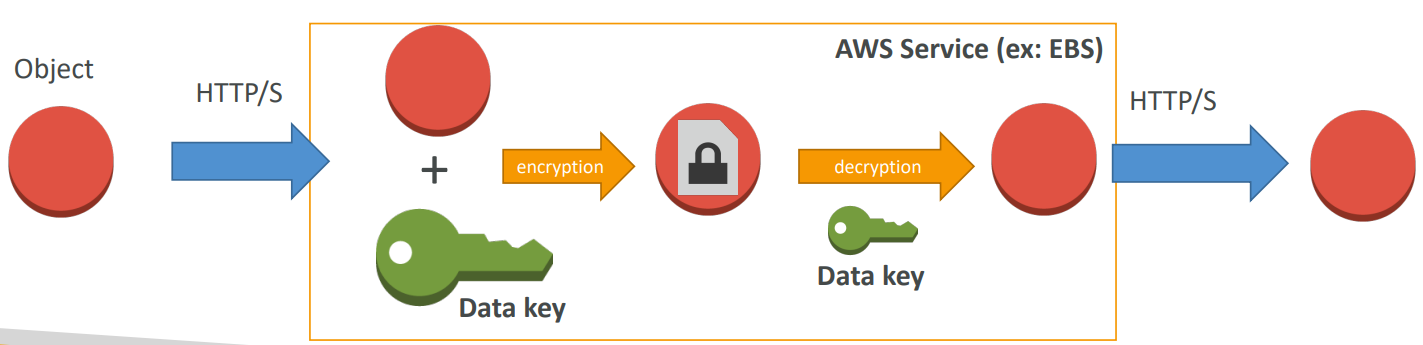 Object
HTTP/S
AWS Service (ex: EBS)
HTTP/S
+
encryption
decryption
Data key
Data key